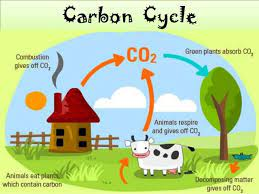 Carbon Cycle
Combustion
gives off CO₂
CO₂
Green plants absorb CO₂
Animals respire
and gives off CO₂
Animals eat plants,
which contain carbon
Decomposing matter
gives off CO₂